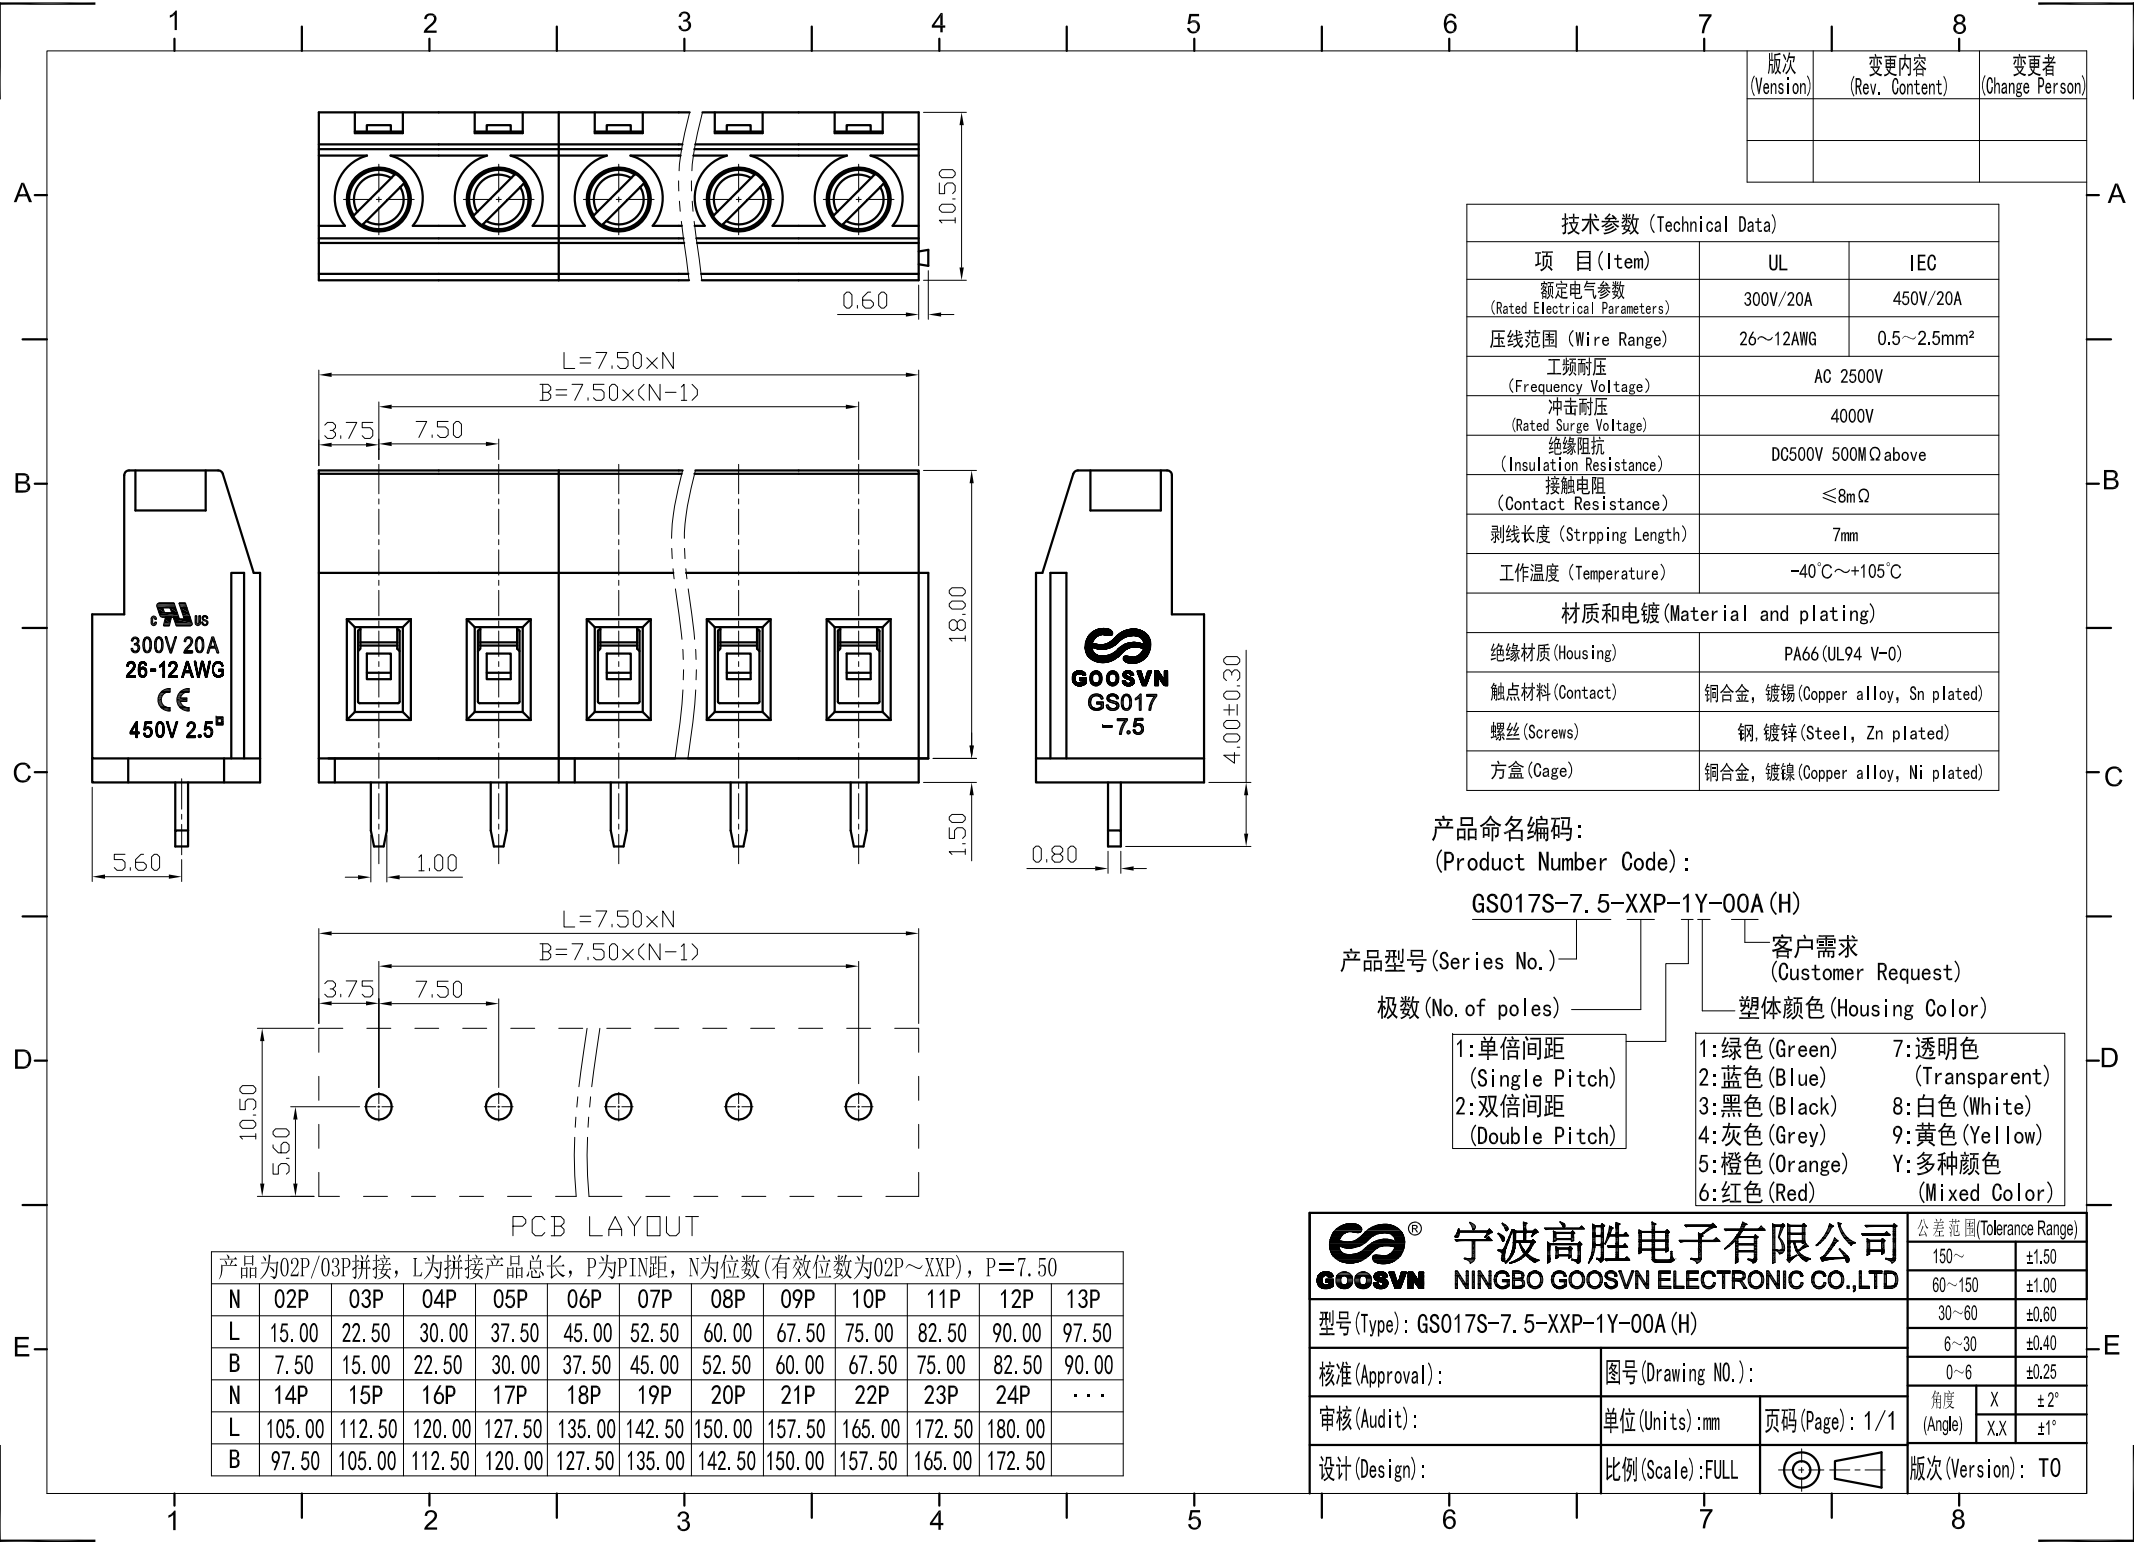 1 2 3 4 5 6 7 8
A
B
C
D
E
A
B
C
D
E
1 2 3 4 5 6 7 8
版次 变更内容 变更者
(Vension) (Rev. Content) (Change Person)
10.50
0.60
L=7.50×N
B=7.50×(N-1)
3.75 7.50
18.00
1.50
1.00
c RU US
300V 20A
26-12AWG
CE
450V 2.5
5.60
GOOSVN
GS017
-7.5
4.00±0.30
0.80
L=7.50×N
B=7.50×(N-1)
3.75 7.50
10.50
5.60
PCB LAYOUT
技术参数 (Technical Data)
项 目(Item) UL IEC
额定电气参数
(Rated Electrical Parameters) 300V/20A 450V/20A
压线范围 (Wire Range) 26～12AWG 0.5～2.5mm²
工频耐压
(Frequency Voltage) AC 2500V
冲击耐压
(Rated Surge Voltage) 4000V
绝缘阻抗
(Insulation Resistance) DC500V 500MΩabove
接触电阻
(Contact Resistance) ≤8mΩ
剥线长度 (Strpping Length) 7mm
工作温度 (Temperature) -40℃～+105℃
材质和电镀(Material and plating)
绝缘材质(Housing) PA66(UL94 V-0)
触点材料(Contact) 铜合金, 镀锡(Copper alloy, Sn plated)
螺丝(Screws) 钢, 镀锌(Steel, Zn plated)
方盒(Cage) 铜合金, 镀镍(Copper alloy, Ni plated)
产品命名编码:
(Product Number Code):
GS017S-7.5-XXP-1Y-00A(H)
产品型号(Series No.)
客户需求
(Customer Request)
极数(No.of poles)
塑体颜色(Housing Color)
1:单倍间距
(Single Pitch)
2:双倍间距
(Double Pitch)
1:绿色(Green)
2:蓝色(Blue)
3:黑色(Black)
4:灰色(Grey)
5:橙色(Orange)
6:红色(Red)
7:透明色
(Transparent)
8:白色(White)
9:黄色(Yellow)
Y:多种颜色
(Mixed Color)
产品为02P/03P拼接, L为拼接产品总长, P为PIN距, N为位数(有效位数为02P～XXP), P=7.50
N 02P 03P 04P 05P 06P 07P 08P 09P 10P 11P 12P 13P
L 15.00 22.50 30.00 37.50 45.00 52.50 60.00 67.50 75.00 82.50 90.00 97.50
B 7.50 15.00 22.50 30.00 37.50 45.00 52.50 60.00 67.50 75.00 82.50 90.00
N 14P 15P 16P 17P 18P 19P 20P 21P 22P 23P 24P ···
L 105.00 112.50 120.00 127.50 135.00 142.50 150.00 157.50 165.00 172.50 180.00
B 97.50 105.00 112.50 120.00 127.50 135.00 142.50 150.00 157.50 165.00 172.50
GOOSVN ®
宁波高胜电子有限公司
NINGBO GOOSVN ELECTRONIC CO.,LTD
型号(Type): GS017S-7.5-XXP-1Y-00A(H)
核准(Approval): 图号(Drawing NO.):
审核(Audit): 单位(Units):mm 页码(Page): 1/1
设计(Design): 比例(Scale):FULL
公差范围(Tolerance Range)
150～ ±1.50
60～150 ±1.00
30～60 ±0.60
6～30 ±0.40
0～6 ±0.25
角度
(Angle)
X ±2°
X.X ±1°
版次(Version): T0